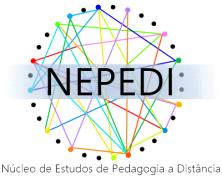 NEPEDI
Núcleo de Estudos de Pedagogia a Distância